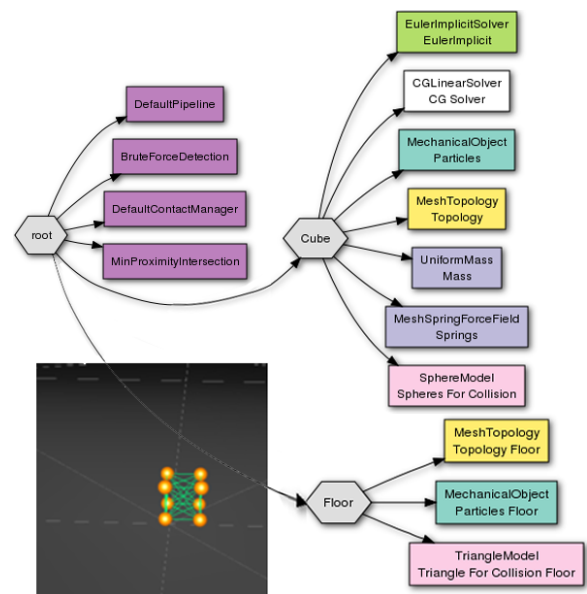 EulerImplicitSolver
EulerImplicit
CGLinearSolver
CG Solver
DefaultPipeline
BruteForceDetection
MechanicalObject
Particles
DefaultContactManager
MeshTopology
Topology
root
Cube
MinProximityIntersection
UniformMass
Mass
MeshSpringForceField
Springs
SphereModel
Spheres For Collision
MeshTopology
Topology Floor
Floor
MechanicalObject
Particles Floor
TriangleModel
Triangle For Collision Floor